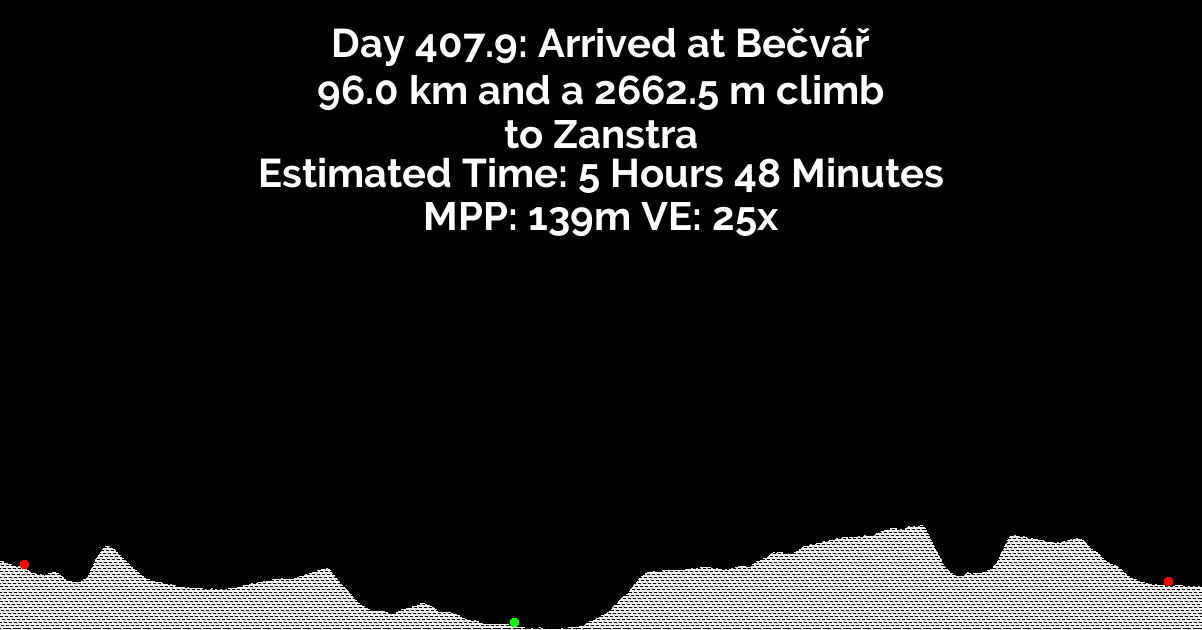 Day 407.9: Arrived at Bečvář
96.0 km and a 2662.5 m climb
to Zanstra
Estimated Time: 5 Hours 48 Minutes
MPP: 139m VE: 25x